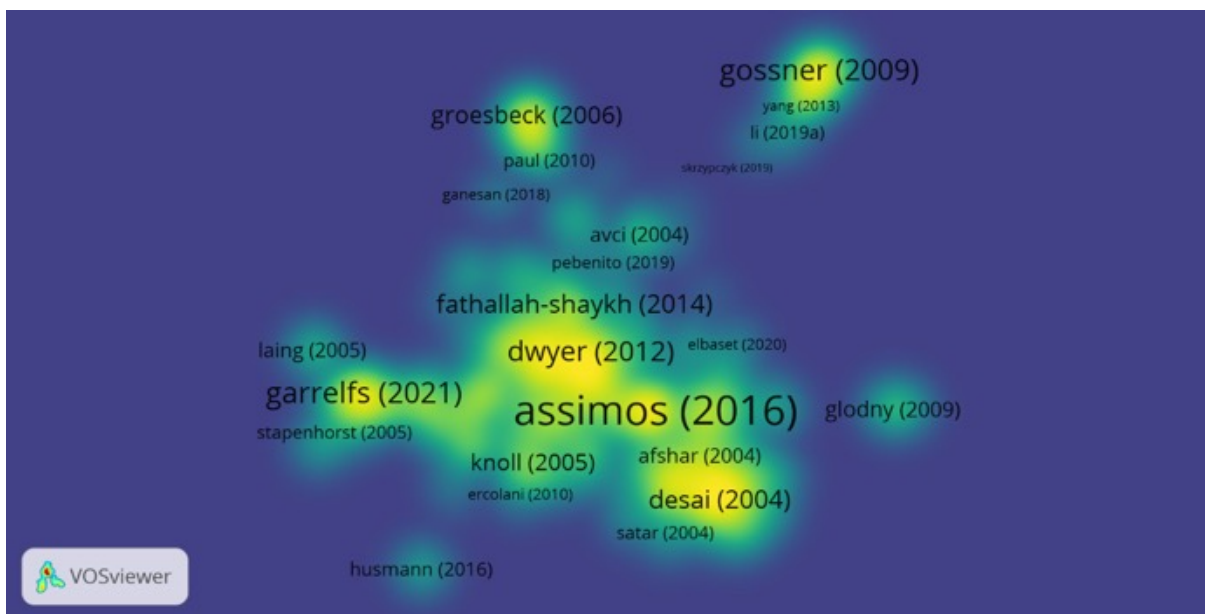 gossner (2009)
yang (2013)
groesbeck (2006)
li (2019a)
paul (2010)
skrzypczyk (2019)
ganesan (2018)
avci (2004)
pebenito (2019)
fathallah-shaykh (2014)
elbaset (2020)
laing (2005)
dwyer (2012)
garrelfs (2021)
assimos (2016)
glodny (2009)
stapenhorst (2005)
afshar (2004)
knoll (2005)
ercolani (2010)
desai (2004)
satar (2004)
husmann (2016)
VOSviewer